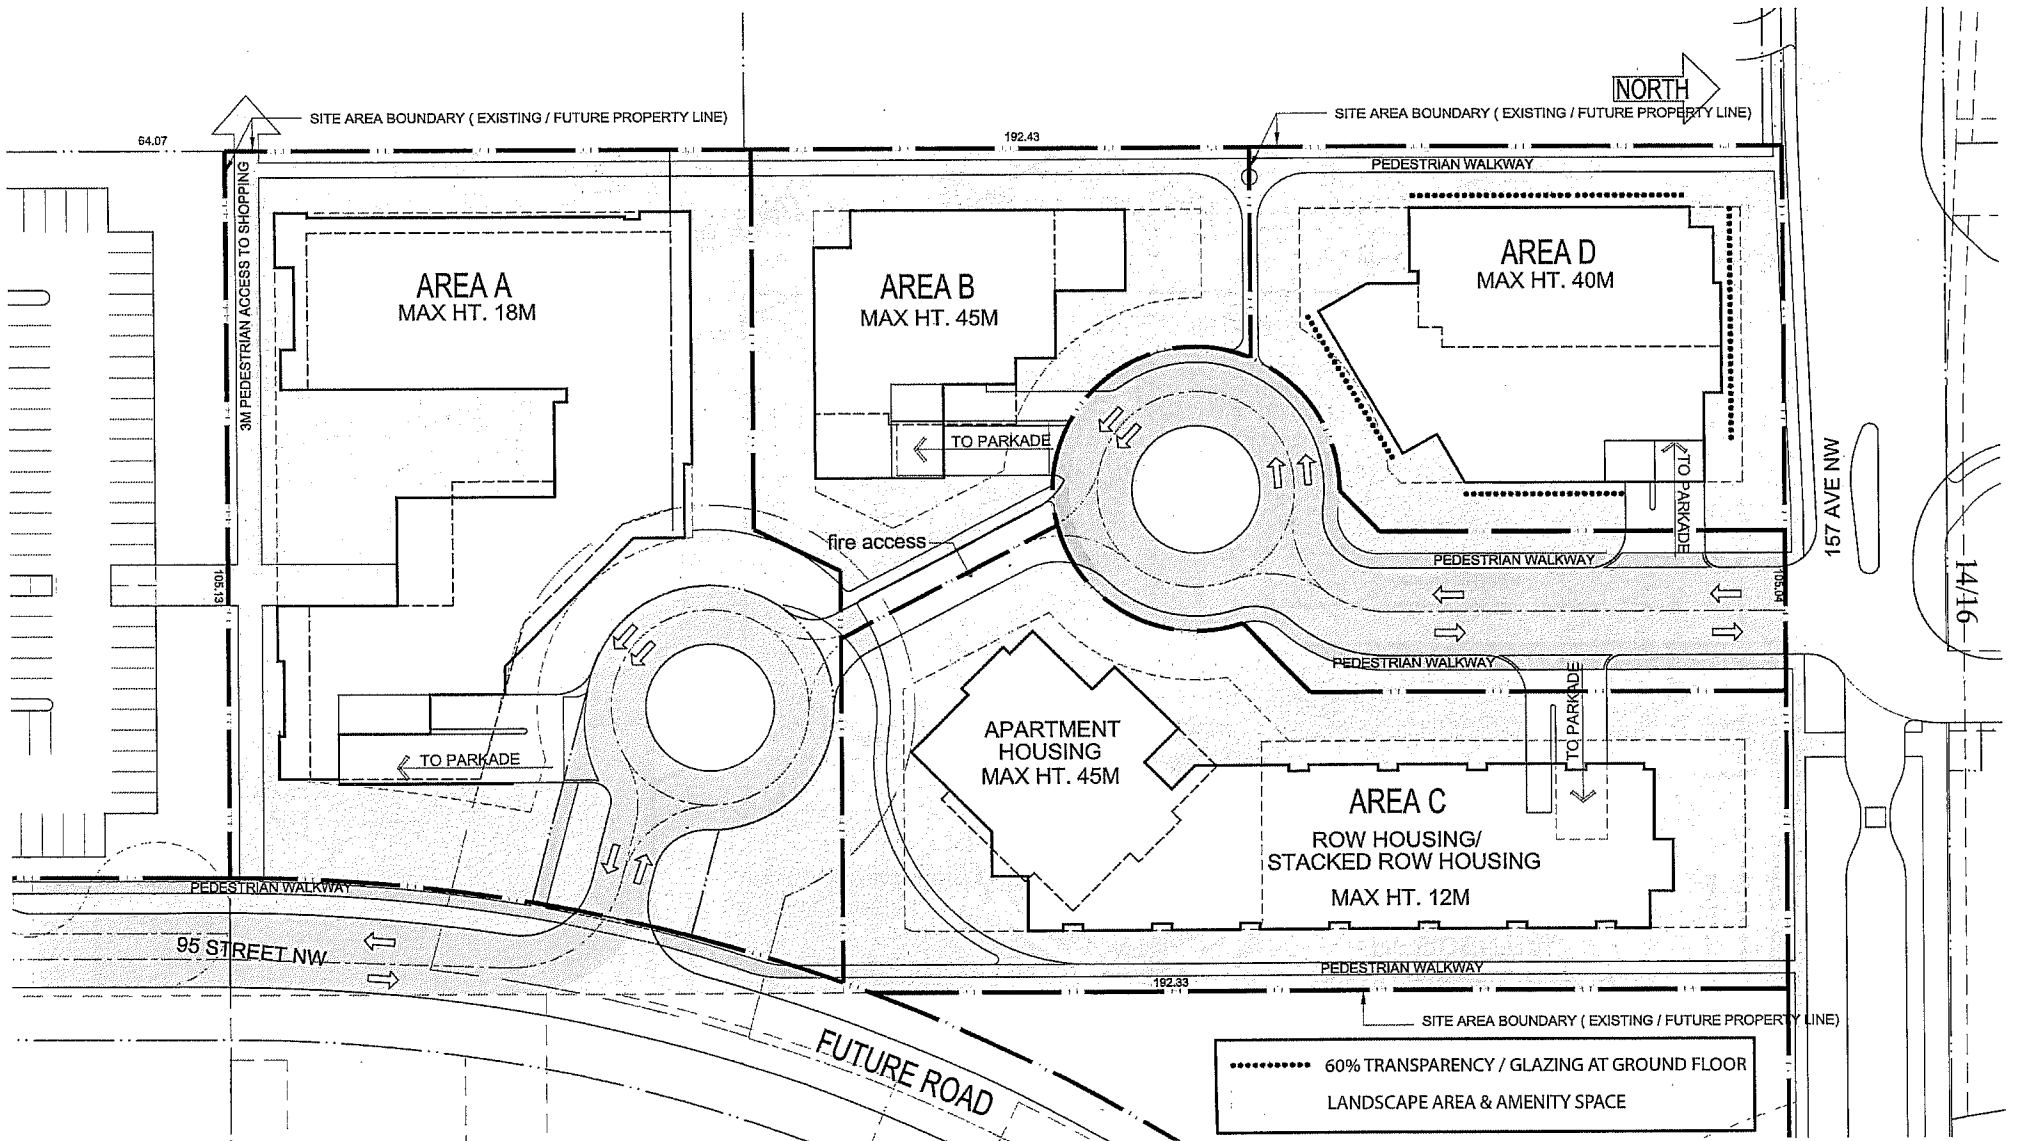 NORTH
SITE AREA BOUNDARY ( EXISTING / FUTURE PROPERTY LINE)
SITE AREA BOUNDARY ( EXISTING / FUTURE PROPERTY LINE)
64.07
192.43
PEDESTRIAN WALKWAY
3M PEDESTRIAN ACCESS TO SHOPPING
AREA A
MAX HT. 18M
AREA B
MAX HT. 45M
AREA D
MAX HT. 40M
TO PARKADE
TO PARKADE
157 AVE NW
fire access
PEDESTRIAN WALKWAY
105.13
105.04
14/16
PEDESTRIAN WALKWAY
TO PARKADE
APARTMENT
HOUSING
MAX HT. 45M
TO PARKADE
AREA C
ROW HOUSING/
STACKED ROW HOUSING
MAX HT. 12M
PEDESTRIAN WALKWAY
95 STREET NW
PEDESTRIAN WALKWAY
192.33
SITE AREA BOUNDARY ( EXISTING / FUTURE PROPERTY LINE)
FUTURE ROAD
60% TRANSPARENCY / GLAZING AT GROUND FLOOR
LANDSCAPE AREA & AMENITY SPACE